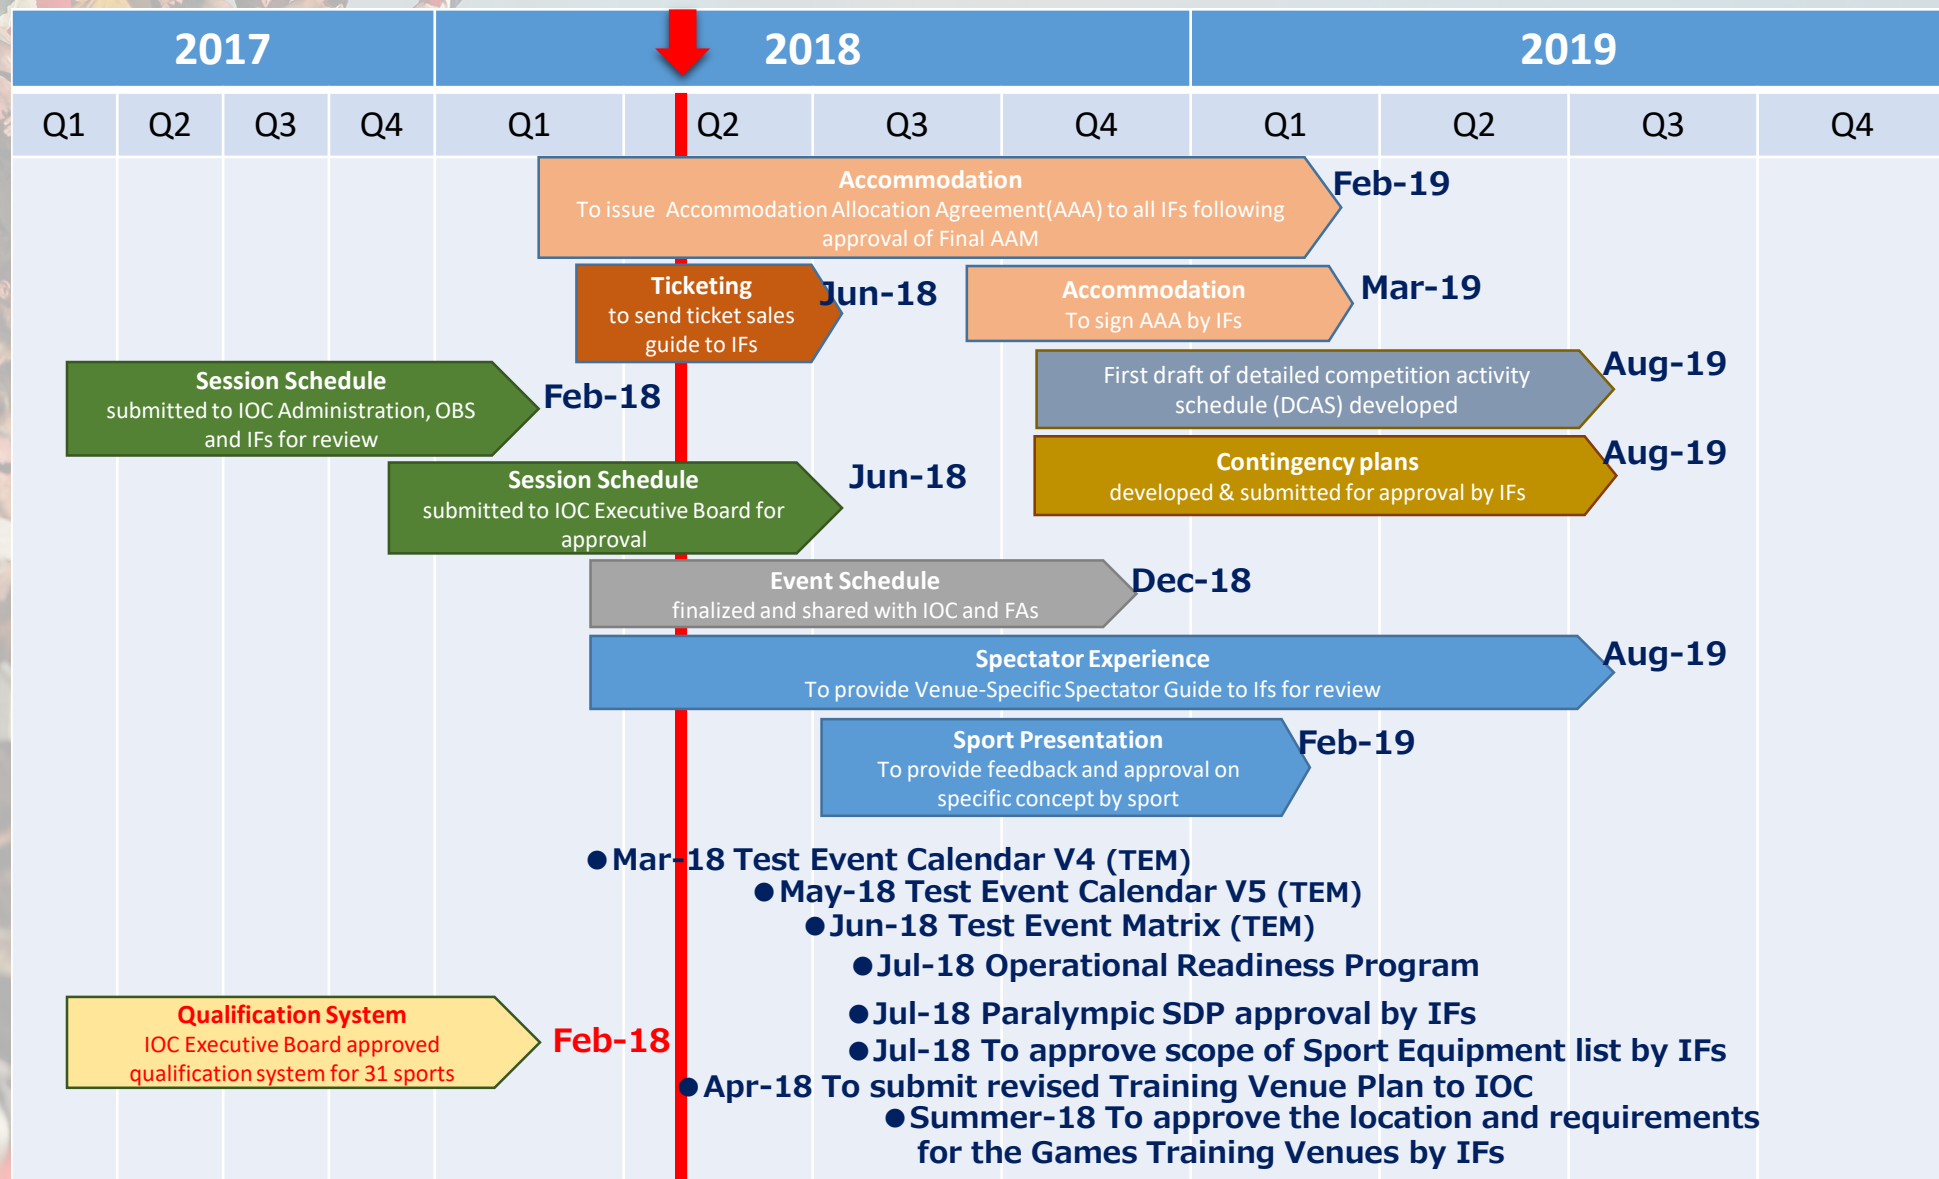 2017 2018 2019
Q1 Q2 Q3 Q4 Q1 Q2 Q3 Q4 Q1 Q2 Q3 Q4
Accommodation
To issue Accommodation Allocation Agreement(AAA) to all IFs following
approval of Final AAM
Feb-19
Ticketing
to send ticket sales
guide to IFs
Jun-18
Accommodation
To sign AAA by IFs
Mar-19
Session Schedule
submitted to IOC Administration, OBS
and IFs for review
Feb-18
First draft of detailed competition activity
schedule (DCAS) developed
Aug-19
Session Schedule
submitted to IOC Executive Board for
approval
Jun-18
Contingency plans
developed & submitted for approval by IFs
Aug-19
Event Schedule
finalized and shared with IOC and FAs
Dec-18
Spectator Experience
To provide Venue-Specific Spectator Guide to Ifs for review
Aug-19
Sport Presentation
To provide feedback and approval on
specific concept by sport
Feb-19
●Mar-18 Test Event Calendar V4 (TEM)
●May-18 Test Event Calendar V5 (TEM)
●Jun-18 Test Event Matrix (TEM)
●Jul-18 Operational Readiness Program
Qualification System
IOC Executive Board approved
qualification system for 31 sports
Feb-18
●Jul-18 Paralympic SDP approval by IFs
●Jul-18 To approve scope of Sport Equipment list by IFs
●Apr-18 To submit revised Training Venue Plan to IOC
●Summer-18 To approve the location and requirements
for the Games Training Venues by IFs